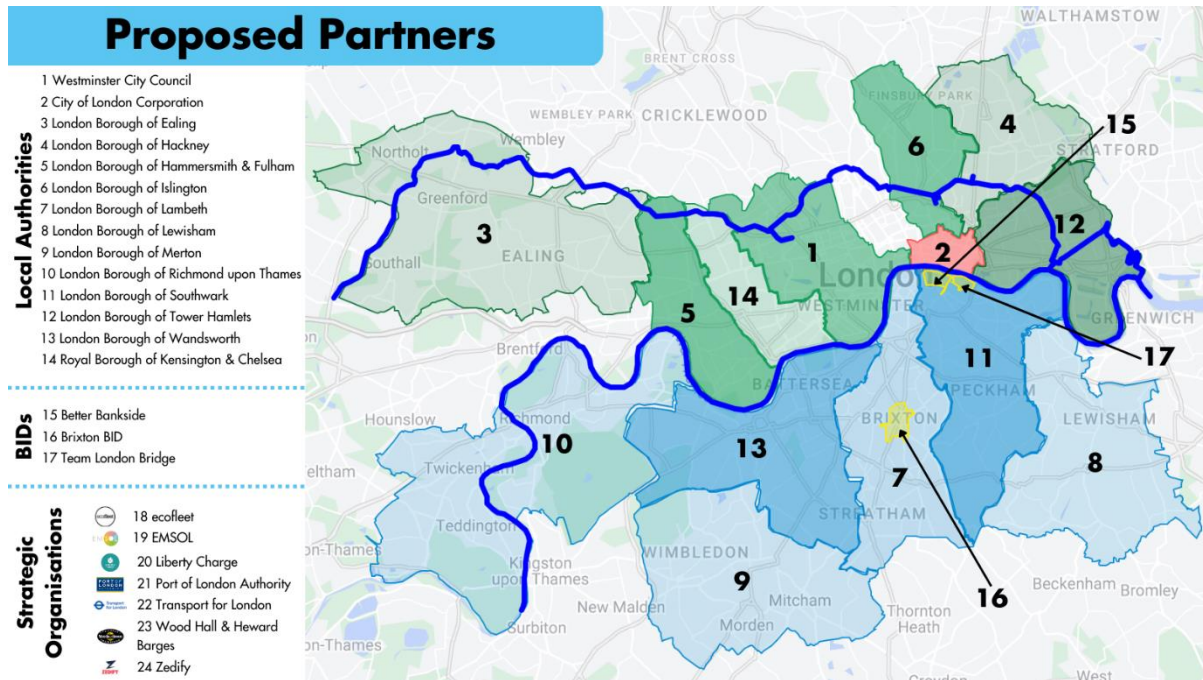 Proposed Partners
Local Authorities
1 Westminster City Council
2 City of London Corporation
3 London Borough of Ealing
4 London Borough of Hackney
5 London Borough of Hammersmith & Fulham
6 London Borough of Islington
7 London Borough of Lambeth
8 London Borough of Lewisham
9 London Borough of Merton
10 London Borough of Richmond upon Thames
11 London Borough of Southwark
12 London Borough of Tower Hamlets
13 London Borough of Wandsworth
14 Royal Borough of Kensington & Chelsea
BIDs
15 Better Bankside
16 Brixton BID
17 Team London Bridge
Strategic
Organisations
18 ecofleet
19 EMSOL
20 Liberty Charge
21 Port of London Authority
22 Transport for London
23 Wood Hall & Heward
Barges
24 Zedify
WALTHAMSTOW
BRENT CROSS
FINSBURY PARK
WEMBLEY PARK
CRICKLEWOOD
4
15
6
Wembley
Northolt
STRATFORD
Greenford
12
3
EALING
1
2
Southall
London
14
WESTMINSTER
5
GREENWICH
Brentford
17
11
BATTERSEA
PECKHAM
Hounslow
Richmond
BRIXTON
LEWISHAM
10
13
8
Twickenham
7
Teddington
STREATHAM
WIMBLEDON
Kingston
upon Thames
9
16
New Malden
Mitcham
Beckenham
Bromley
Thornton
Heath
Surbiton
Morden
on-Thames
Croydon
West